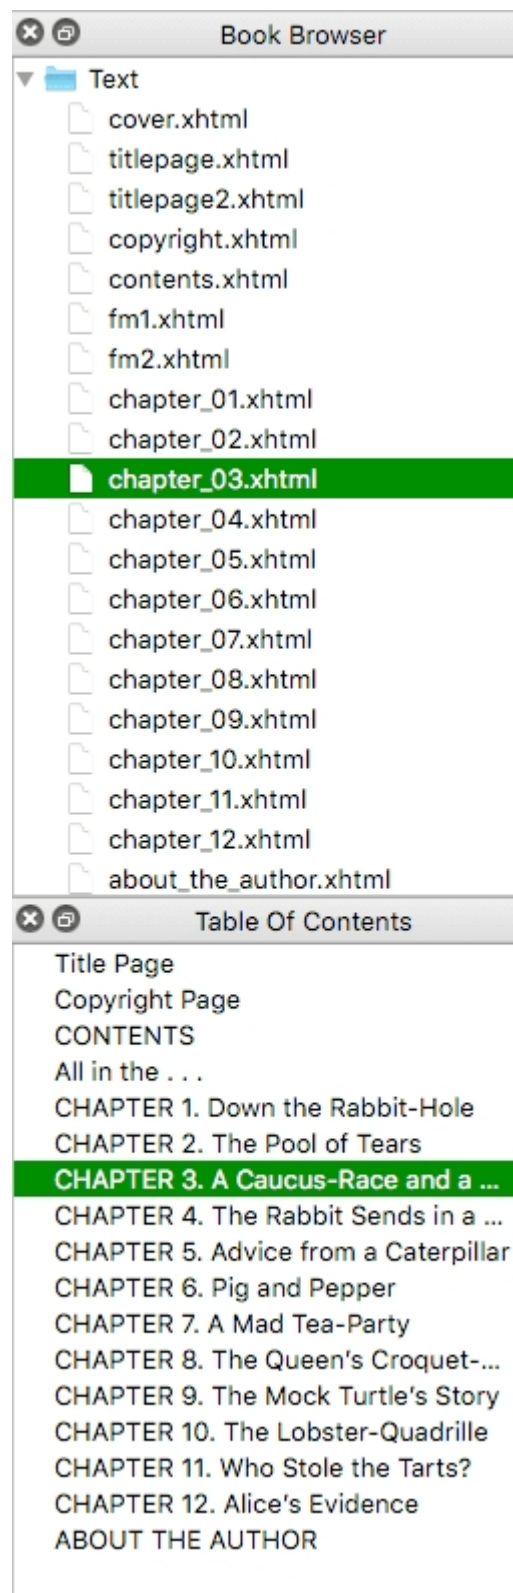 Book Browser
Text
cover.xhtml
titlepage.xhtml
titlepage2.xhtml
copyright.xhtml
contents.xhtml
fm1.xhtml
fm2.xhtml
chapter_01.xhtml
chapter_02.xhtml
chapter_03.xhtml
chapter_04.xhtml
chapter_05.xhtml
chapter_06.xhtml
chapter_07.xhtml
chapter_08.xhtml
chapter_09.xhtml
chapter_10.xhtml
chapter_11.xhtml
chapter_12.xhtml
about_the_author.xhtml
Table Of Contents
Title Page
Copyright Page
CONTENTS
All in the . . .
CHAPTER 1. Down the Rabbit-Hole
CHAPTER 2. The Pool of Tears
CHAPTER 3. A Caucus-Race and a ...
CHAPTER 4. The Rabbit Sends in a ...
CHAPTER 5. Advice from a Caterpillar
CHAPTER 6. Pig and Pepper
CHAPTER 7. A Mad Tea-Party
CHAPTER 8. The Queen’s Croquet-...
CHAPTER 9. The Mock Turtle’s Story
CHAPTER 10. The Lobster-Quadrille
CHAPTER 11. Who Stole the Tarts?
CHAPTER 12. Alice’s Evidence
ABOUT THE AUTHOR